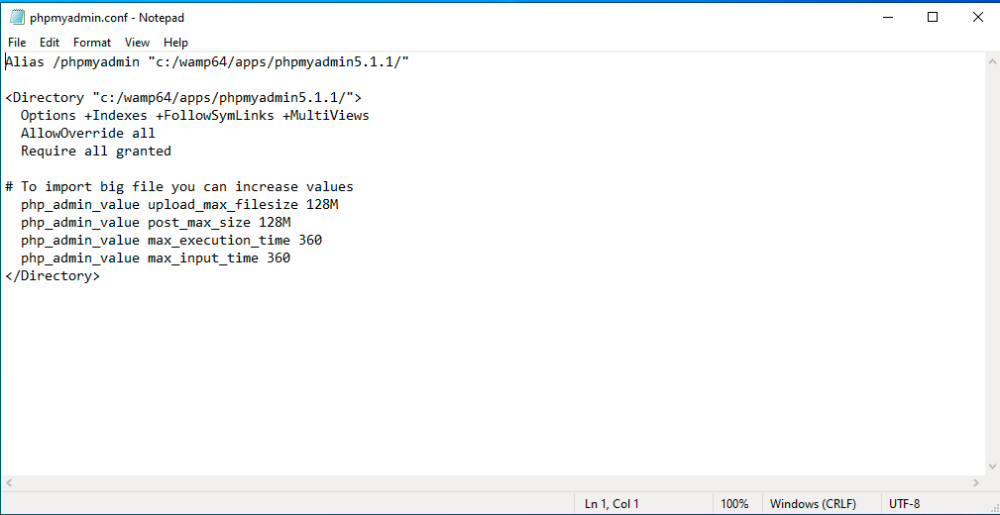 phpmyadmin.conf - Notepad
File Edit Format View Help
Alias /phpmyadmin "c:/wamp64/apps/phpmyadmin5.1.1/"
<Directory "c:/wamp64/apps/phpmyadmin5.1.1/">
Options +Indexes +FollowSymLinks +MultiViews
AllowOverride all
Require all granted
# To import big file you can increase values
php_admin_value upload_max_filesize 128M
php_admin_value post_max_size 128M
php_admin_value max_execution_time 360
php_admin_value max_input_time 360
</Directory>
Ln 1, Col 1 100% Windows (CRLF) UTF-8